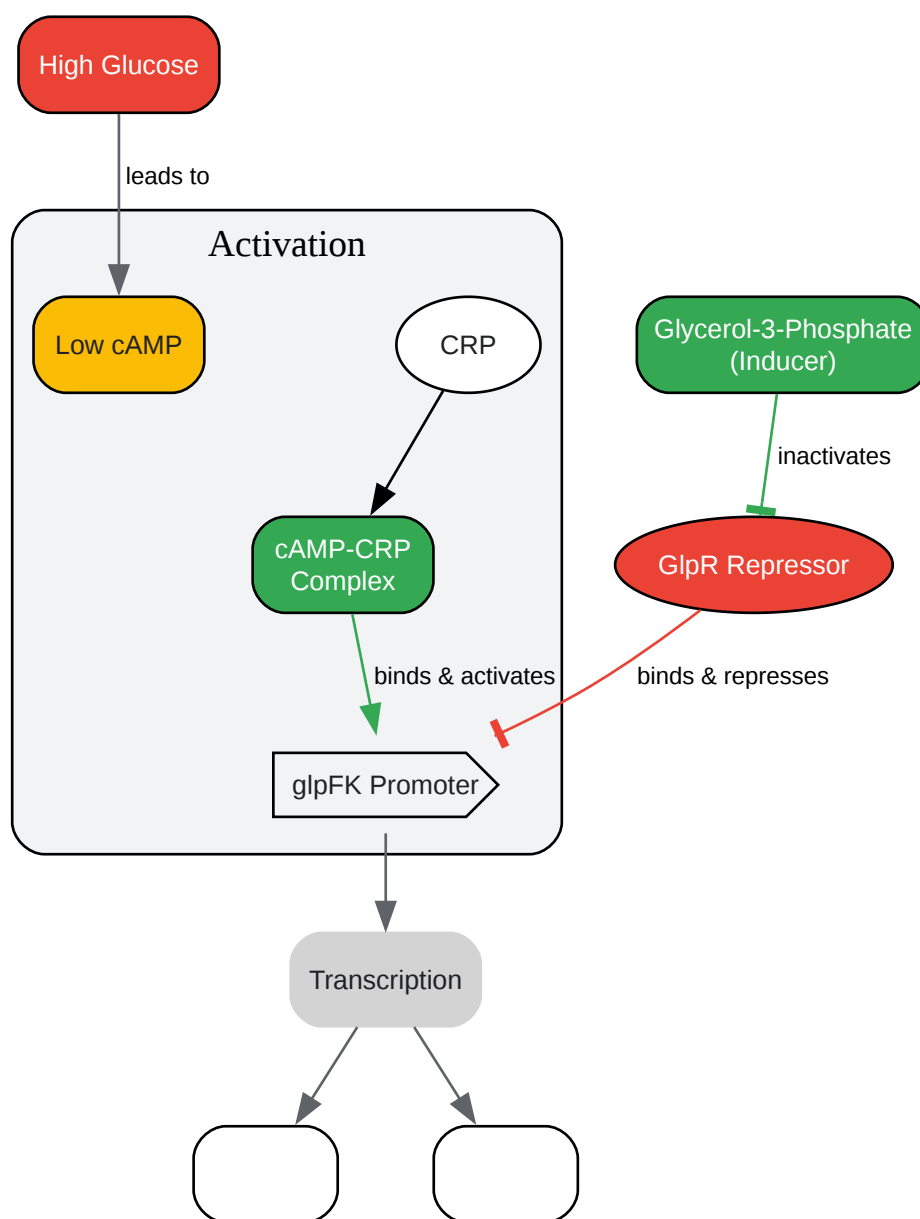 High Glucose
leads to
Activation
Low cAMP
CRP
Glycerol-3-Phosphate
(Inducer)
inactivates
cAMP-CRP
Complex
GlpR Repressor
binds & activates
binds & represses
glpFK Promoter
Transcription